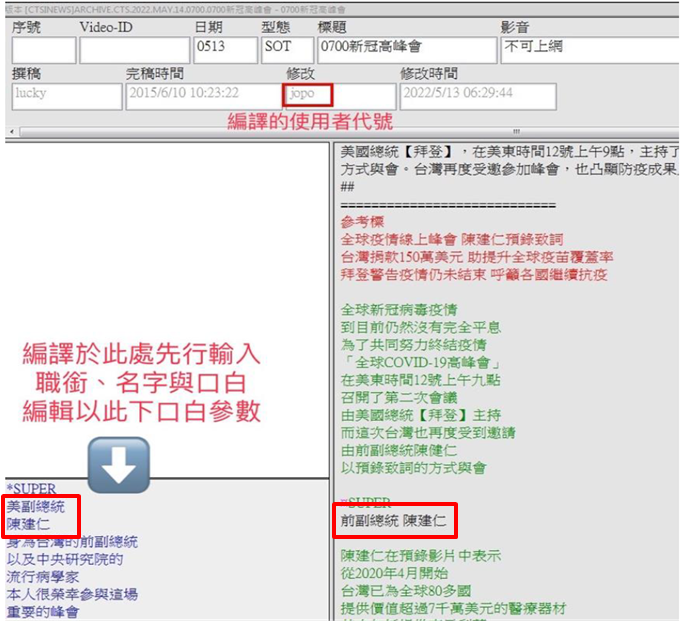 版本 [CTSINEWS]ARCHIVE.CTS.2022.MAY.14.0700.0700新冠高峰會 - 0700新冠高峰會
序號 Video-ID 日期 型態 標題 影音
0513 SOT 0700新冠高峰會 不可上網
撰稿 完稿時間 修改 修改時間
lucky 2015/6/10 10:23:22 jopo 2022/5/13 06:29:44
編譯的使用者代號
美國總統【拜登】，在美東時間12號上午9點，主持了
方式與會。台灣再度受邀參加峰會，也凸顯防疫成果
##
===========================
參考標
全球疫情線上峰會 陳建仁預錄致詞
台灣捐款150萬美元 助提升全球疫苗覆蓋率
拜登警告疫情仍未結束 呼籲各國繼續抗疫
全球新冠病毒疫情
到目前仍然沒有完全平息
為了共同努力終結疫情
「全球COVID-19高峰會」
在美東時間12號上午九點
召開了第二次會議
由美國總統【拜登】主持
而這次台灣也再度受到邀請
由前副總統陳健仁
以預錄致詞的方式與會
*SUPER
前副總統 陳建仁
陳建仁在預錄影片中表示
從2020年4月開始
台灣已為全球80多國
提供價值超過7千萬美元的醫療器材
編譯於此處先行輸入
職銜、名字與口白
編輯以此下口白參數
*SUPER
美副總統
陳建仁
身為台灣的前副總統
以及中央研究院的
流行病學家
本人很榮幸參與這場
重要的峰會